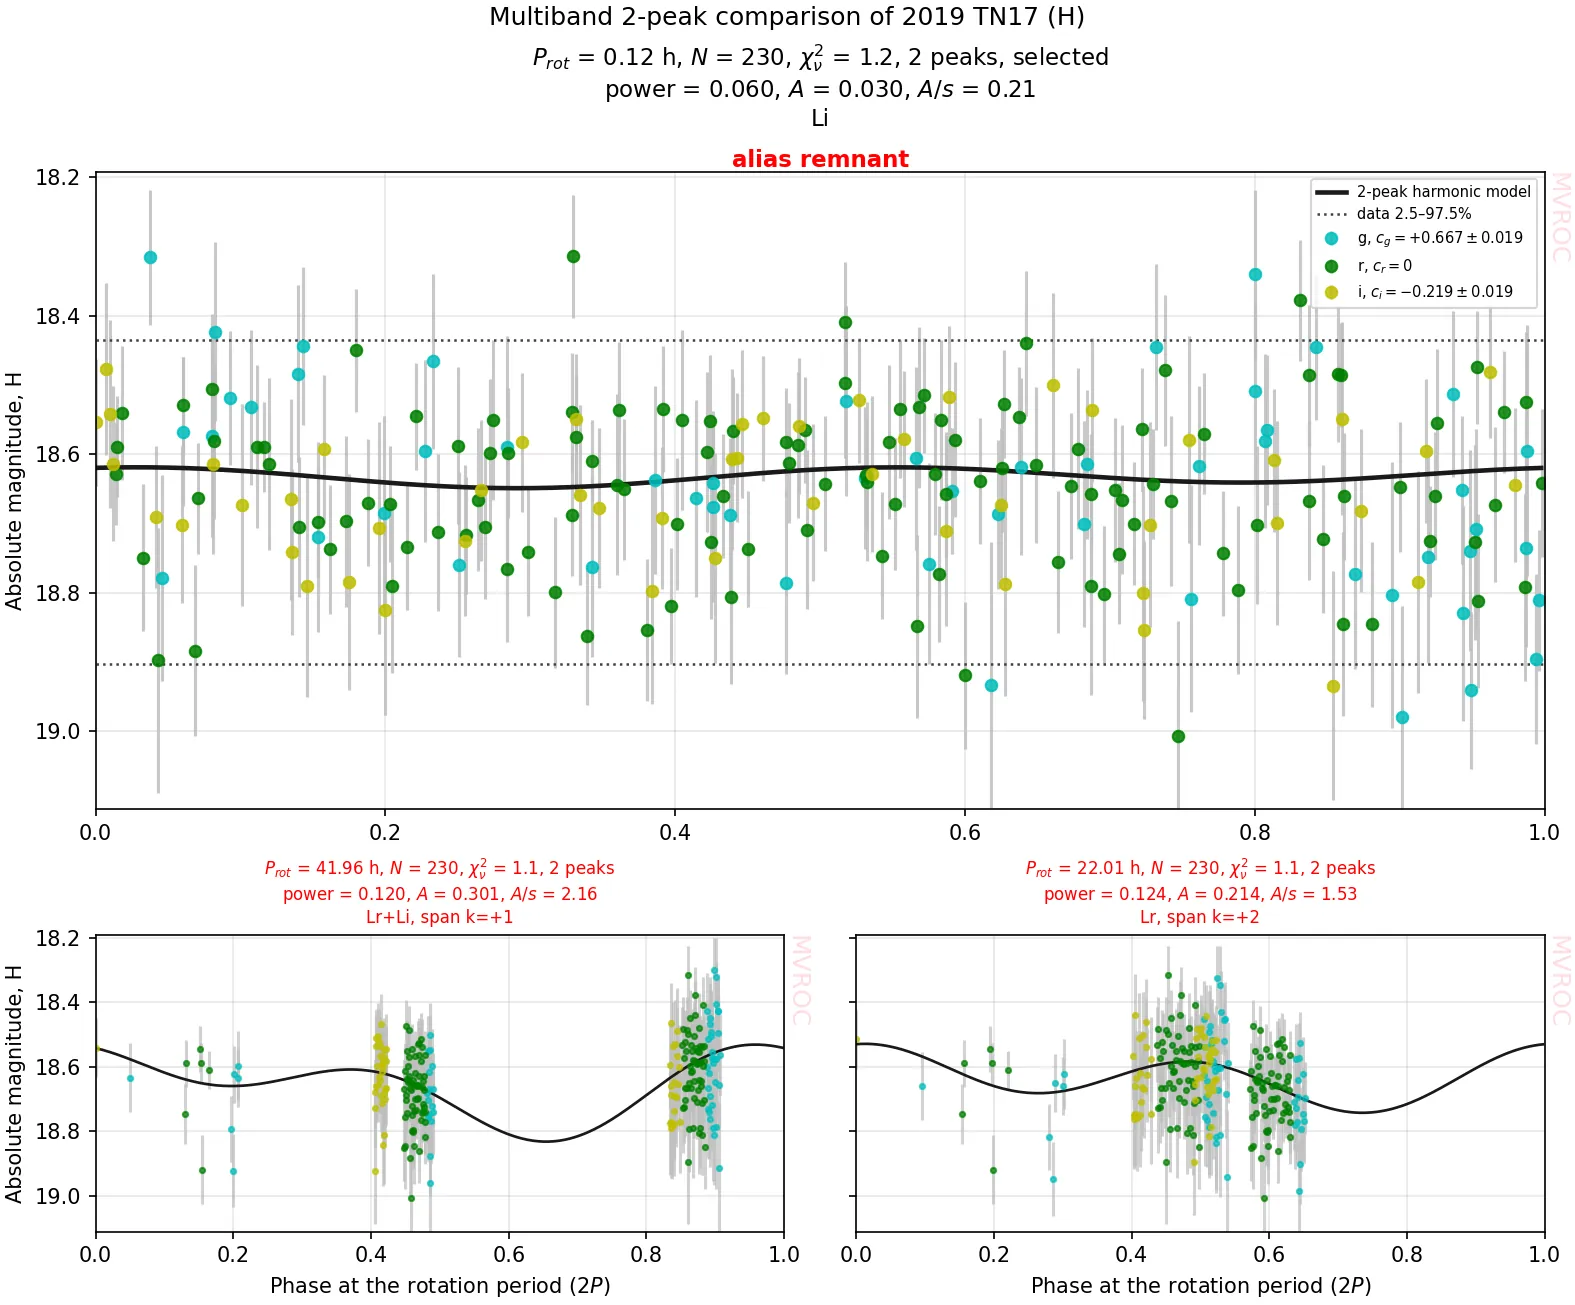 Multiband 2-peak comparison of 2019 TN17 (H)
P_rot = 0.12 h, N = 230, χ²_ν = 1.2, 2 peaks, selected
power = 0.060, A = 0.030, A/s = 0.21
Li
alias remnant
MVROC
2-peak harmonic model
data 2.5–97.5%
g, c_g = +0.667 ± 0.019
r, c_r = 0
i, c_i = −0.219 ± 0.019
Absolute magnitude, H
18.2
18.4
18.6
18.8
19.0
0.0 0.2 0.4 0.6 0.8 1.0
P_rot = 41.96 h, N = 230, χ²_ν = 1.1, 2 peaks
power = 0.120, A = 0.301, A/s = 2.16
Lr+Li, span k=+1
MVROC
Absolute magnitude, H
18.2
18.4
18.6
18.8
19.0
0.0 0.2 0.4 0.6 0.8 1.0
Phase at the rotation period (2P)
P_rot = 22.01 h, N = 230, χ²_ν = 1.1, 2 peaks
power = 0.124, A = 0.214, A/s = 1.53
Lr, span k=+2
MVROC
0.0 0.2 0.4 0.6 0.8 1.0
Phase at the rotation period (2P)